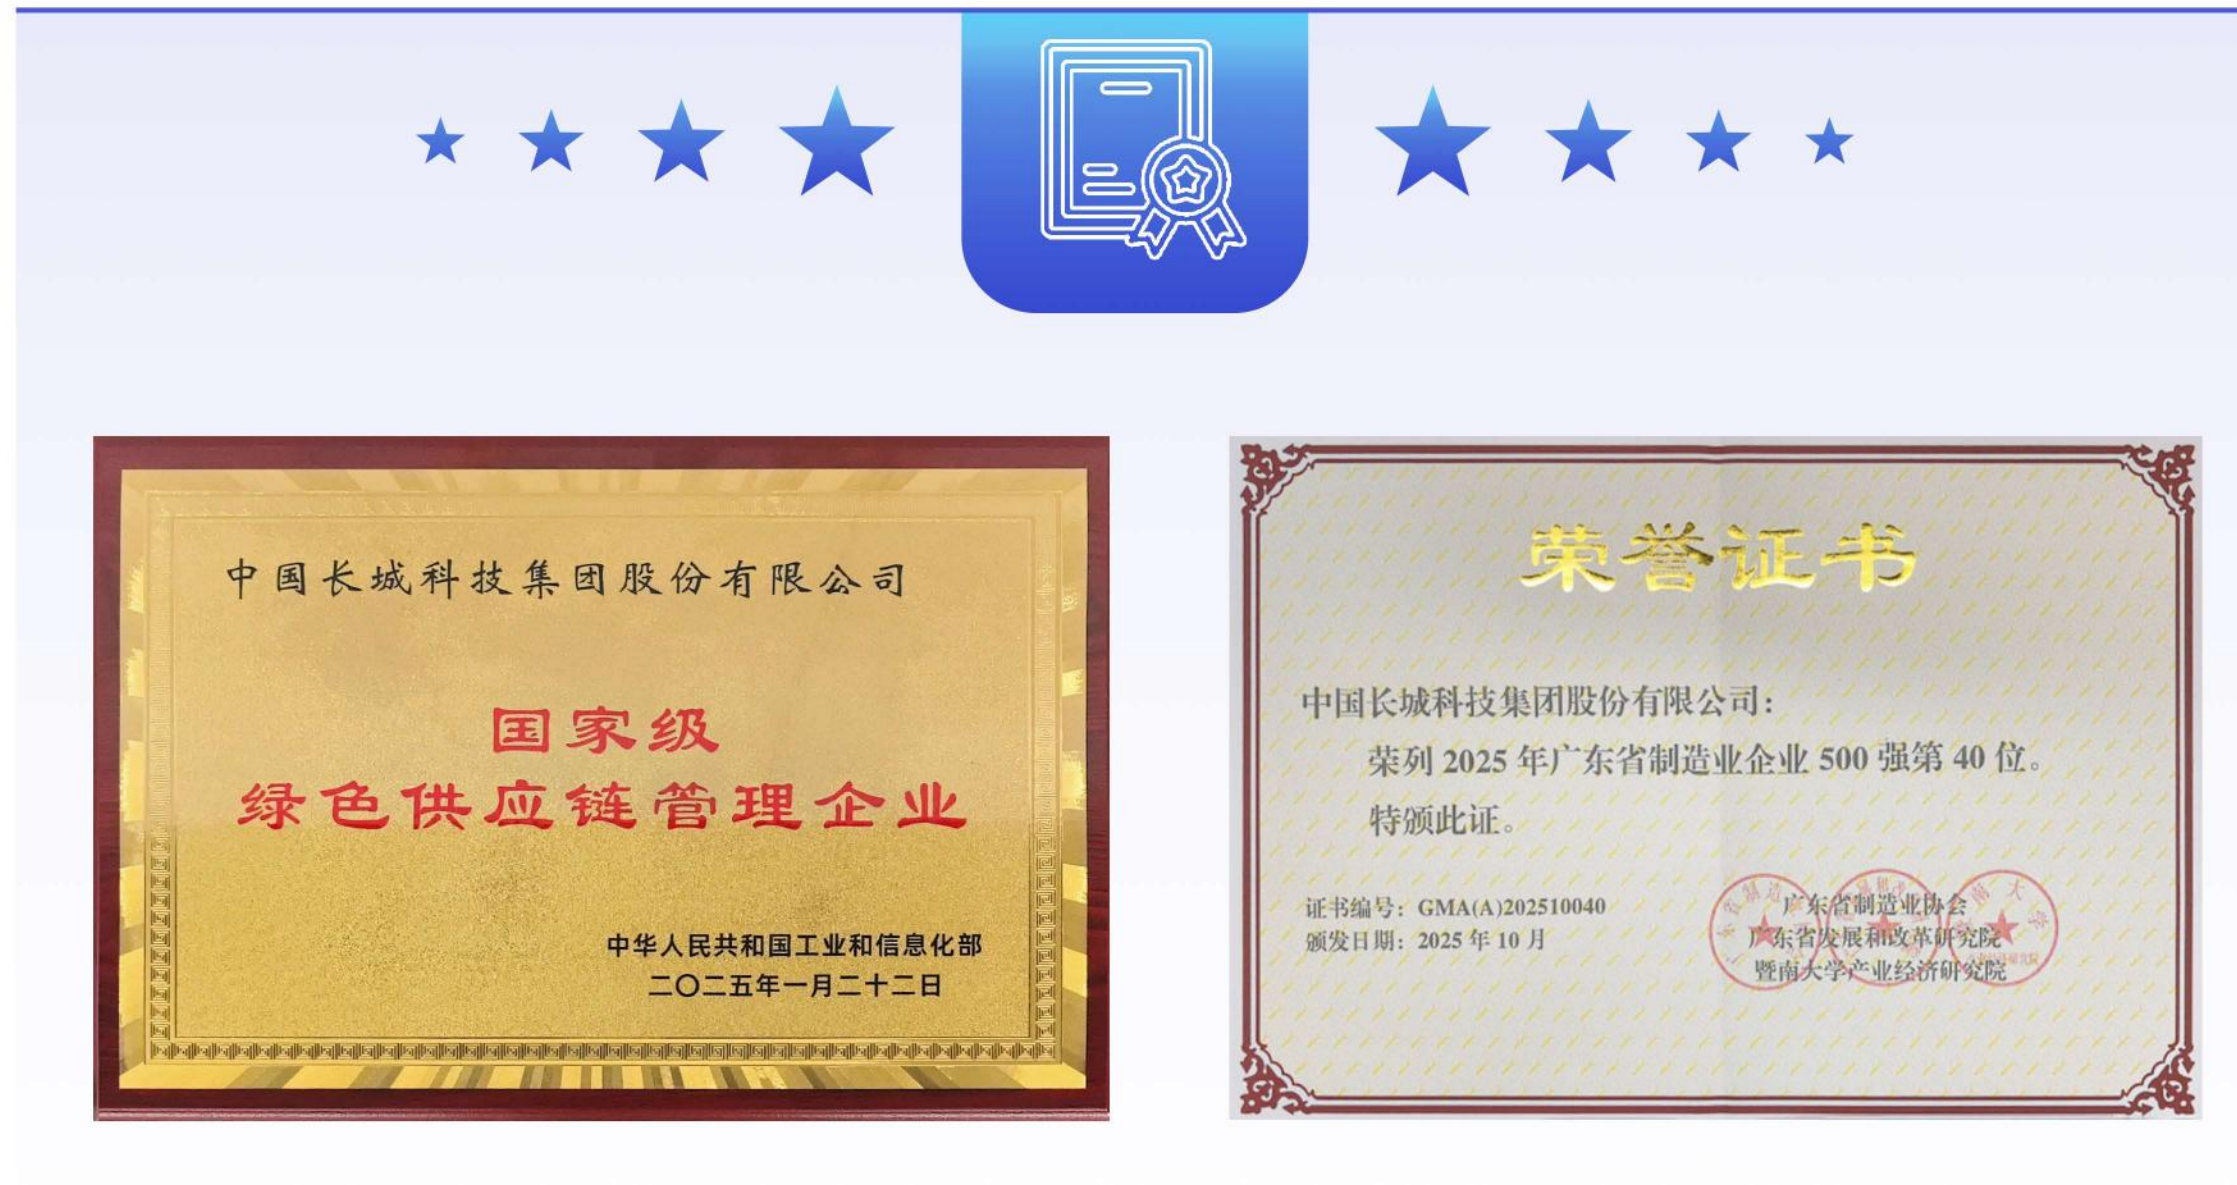 中国长城科技集团股份有限公司
国家级
绿色供应链管理企业
中华人民共和国工业和信息化部
二〇二五年一月二十二日
荣誉证书
中国长城科技集团股份有限公司：
荣列 2025 年广东省制造业企业 500 强第 40 位。
特颁此证。
证书编号：GMA(A)202510040
颁发日期：2025 年 10 月
广东省制造业协会
广东省发展和改革研究院
暨南大学产业经济研究院